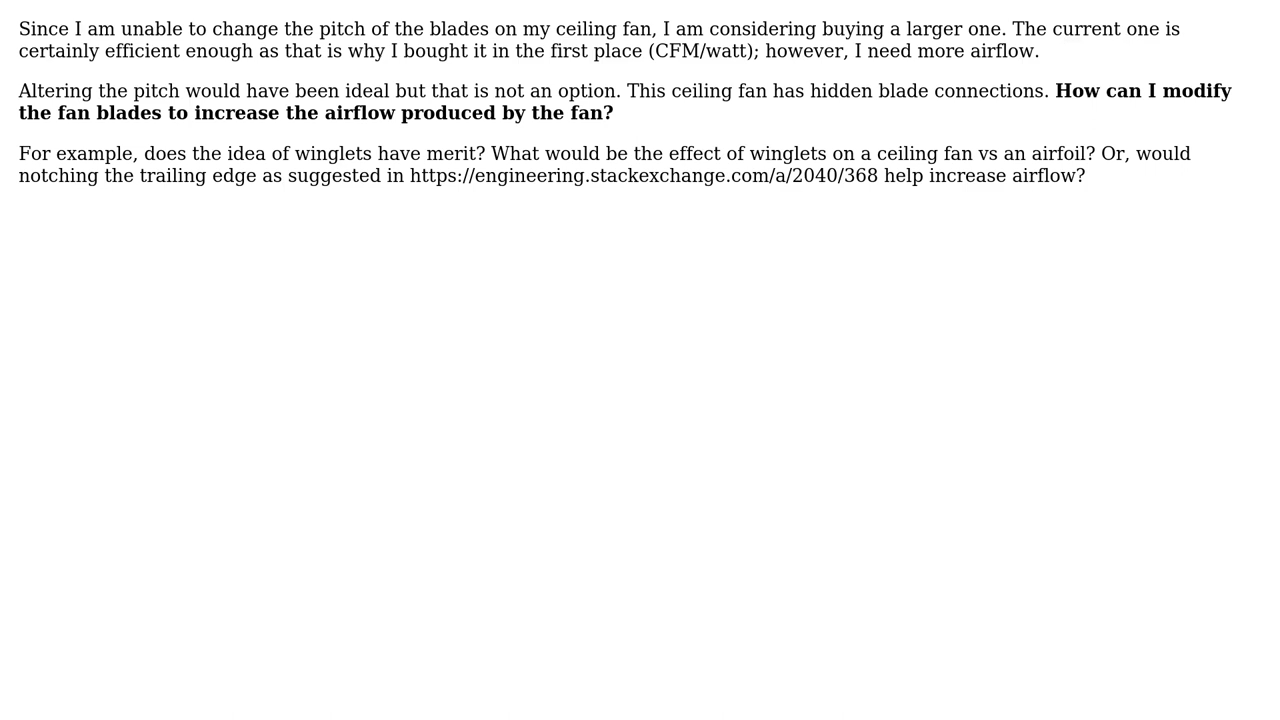 Since I am unable to change the pitch of the blades on my ceiling fan, I am considering buying a larger one. The current one is
certainly efficient enough as that is why I bought it in the first place (CFM/watt); however, I need more airflow.
Altering the pitch would have been ideal but that is not an option. This ceiling fan has hidden blade connections. How can I modify
the fan blades to increase the airflow produced by the fan?
For example, does the idea of winglets have merit? What would be the effect of winglets on a ceiling fan vs an airfoil? Or, would
notching the trailing edge as suggested in https://engineering.stackexchange.com/a/2040/368 help increase airflow?